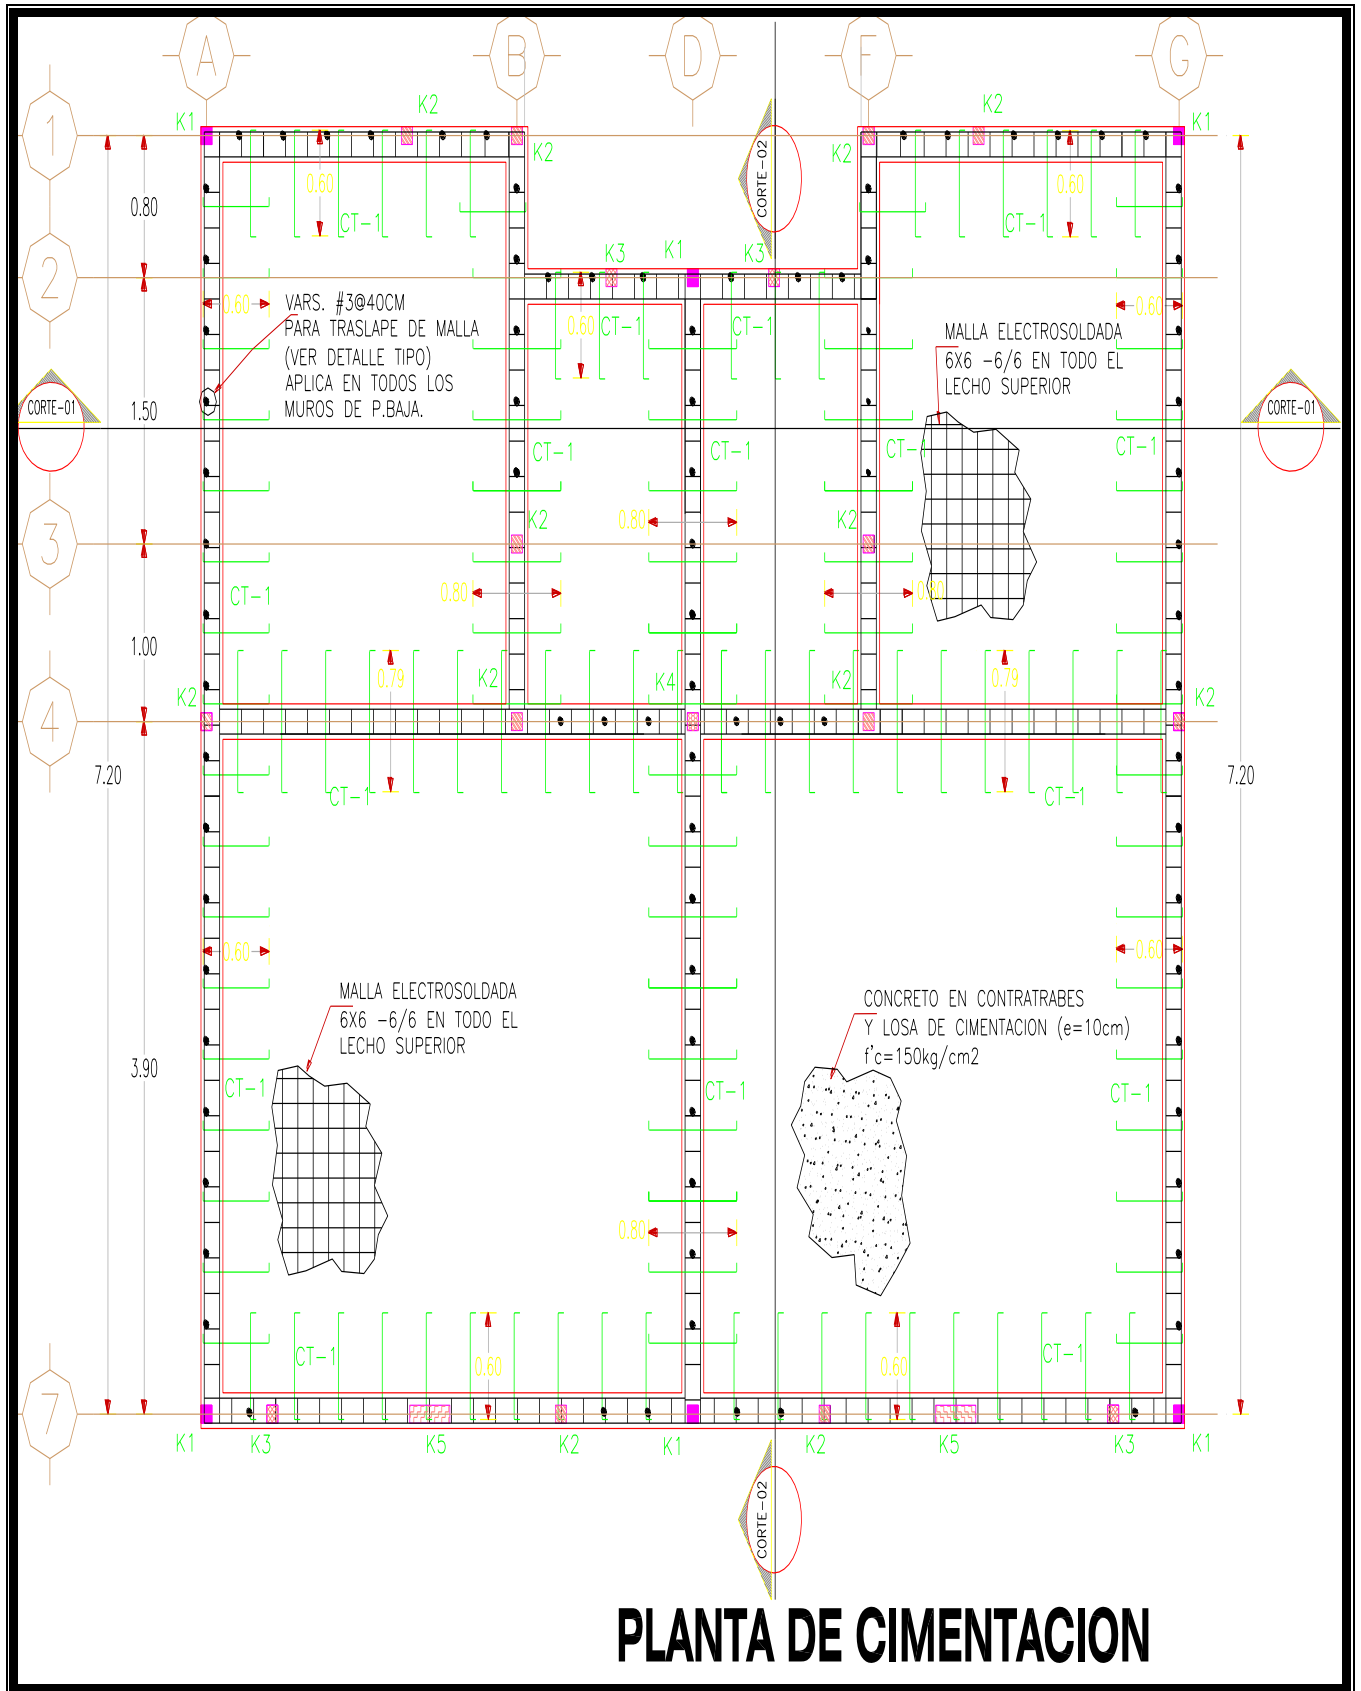 A B D F G
K2 K2
K1 K1
1
K2 K2
CORTE-02
0.60 0.60
0.80
CT-1 CT-1
K3 K1 K3
2
0.60 0.60
VARS. #3@40CM
PARA TRASLAPE DE MALLA
(VER DETALLE TIPO)
APLICA EN TODOS LOS
MUROS DE P.BAJA.
0.60
CT-1 CT-1
MALLA ELECTROSOLDADA
6X6 -6/6 EN TODO EL
LECHO SUPERIOR
CORTE-01
1.50
CORTE-01
CT-1 CT-1 CT-1 CT-1
K2 0.80 K2
3
CT-1
0.80 0.80
1.00
0.79 K2 K4 K2 0.79
K2 K2
4
7.20 7.20
CT-1 CT-1
0.60 0.60
MALLA ELECTROSOLDADA
6X6 -6/6 EN TODO EL
LECHO SUPERIOR
CONCRETO EN CONTRATRABES
Y LOSA DE CIMENTACION (e=10cm)
f'c=150kg/cm2
3.90
CT-1 CT-1 CT-1
0.80
CT-1 0.60 0.60 CT-1
7
K1 K3 K5 K2 K1 K2 K5 K3 K1
CORTE-02
PLANTA DE CIMENTACION